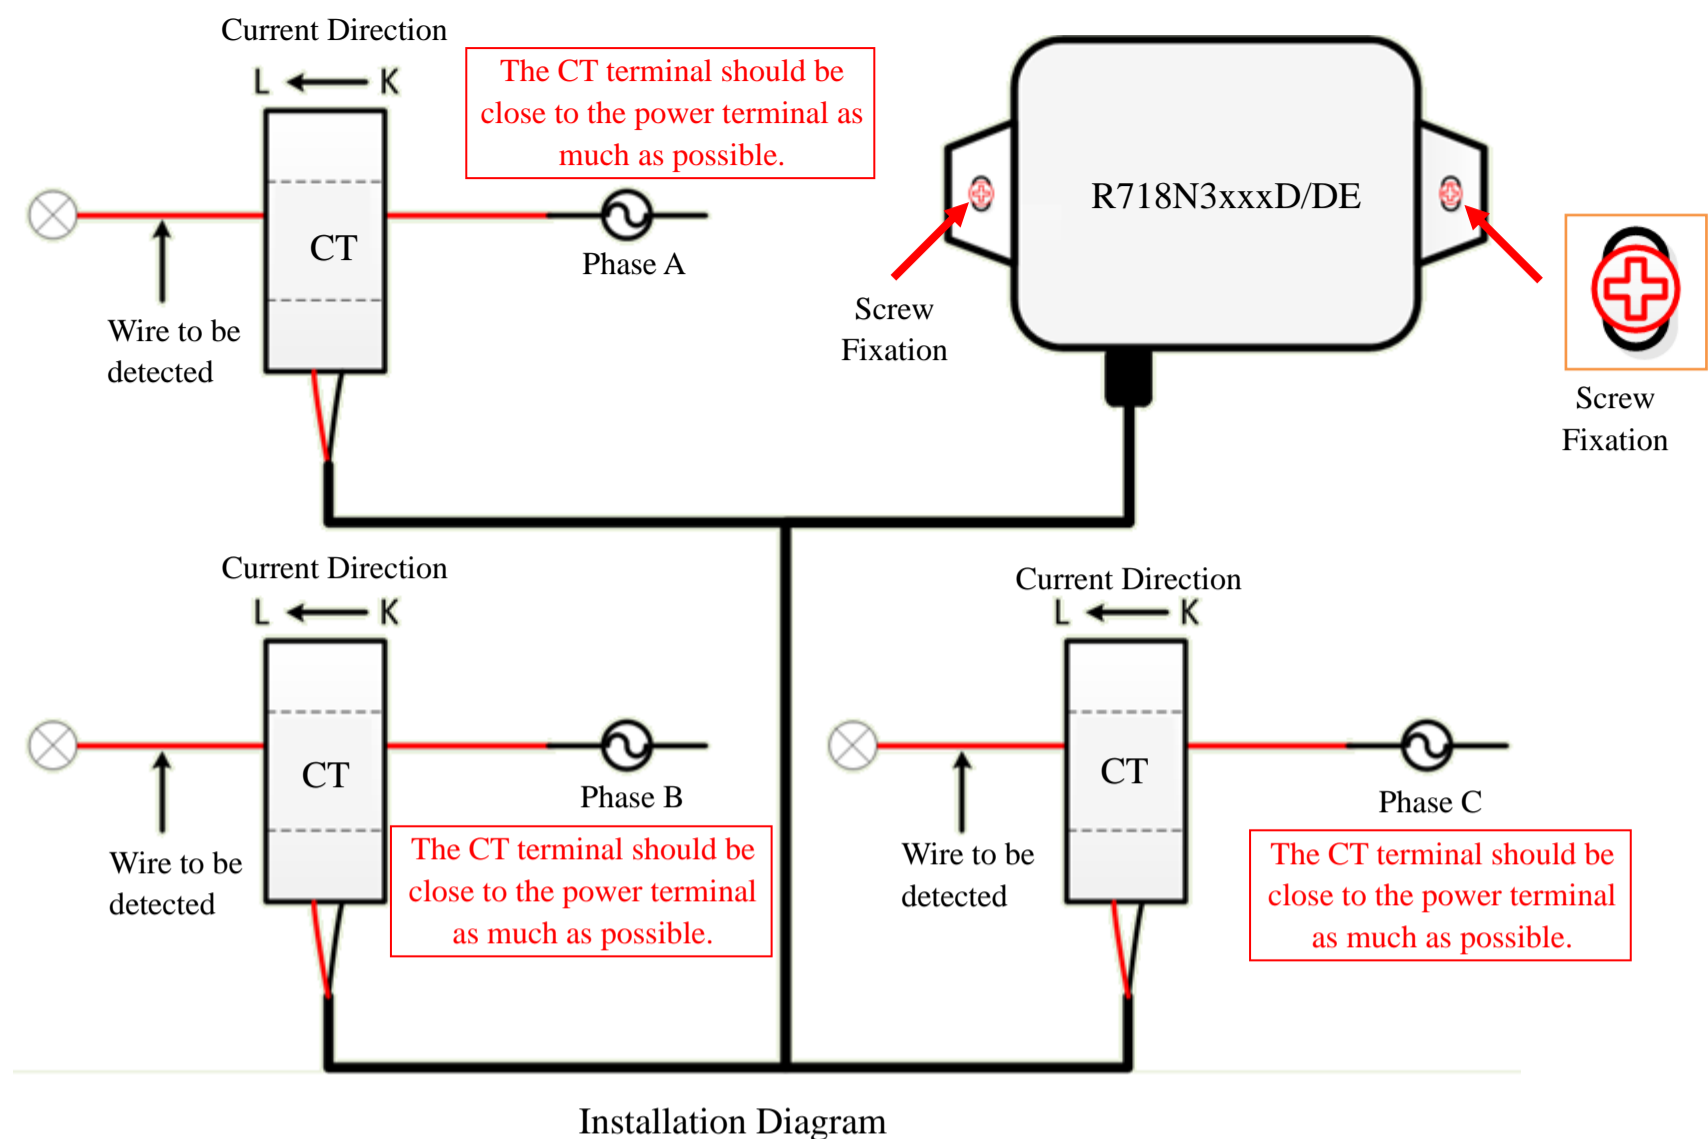 Current Direction
L K
The CT terminal should be
close to the power terminal as
much as possible.
CT
Phase A
Wire to be
detected
R718N3xxxD/DE
Screw
Fixation
Screw
Fixation
Current Direction
L K
CT
Phase B
Wire to be
detected
The CT terminal should be
close to the power terminal
as much as possible.
Current Direction
L K
CT
Phase C
Wire to be
detected
The CT terminal should be
close to the power terminal
as much as possible.
Installation Diagram